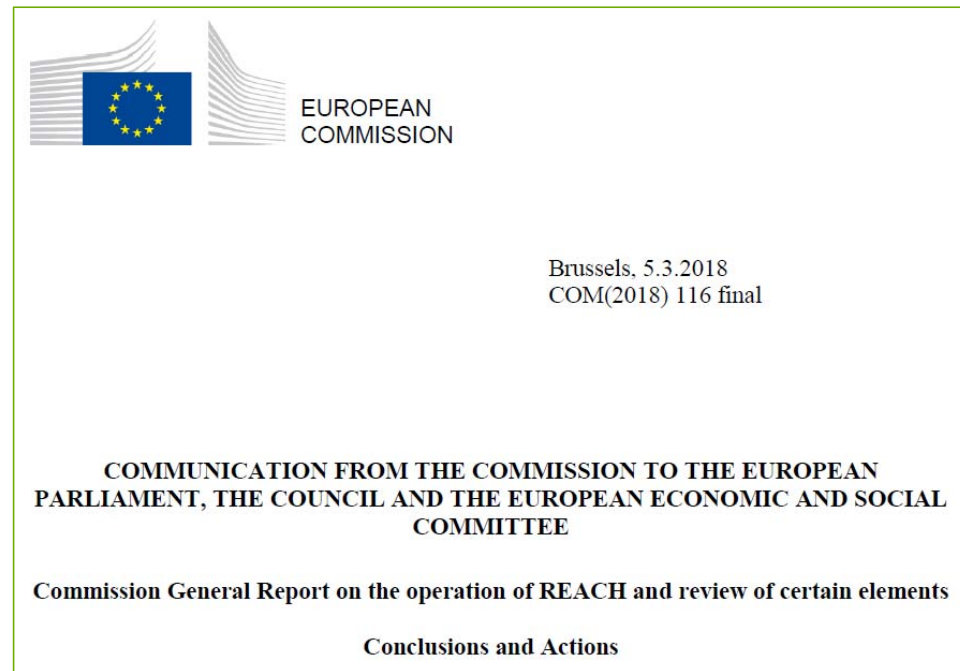 EUROPEAN
COMMISSION
Brussels, 5.3.2018
COM(2018) 116 final
COMMUNICATION FROM THE COMMISSION TO THE EUROPEAN
PARLIAMENT, THE COUNCIL AND THE EUROPEAN ECONOMIC AND SOCIAL
COMMITTEE
Commission General Report on the operation of REACH and review of certain elements
Conclusions and Actions